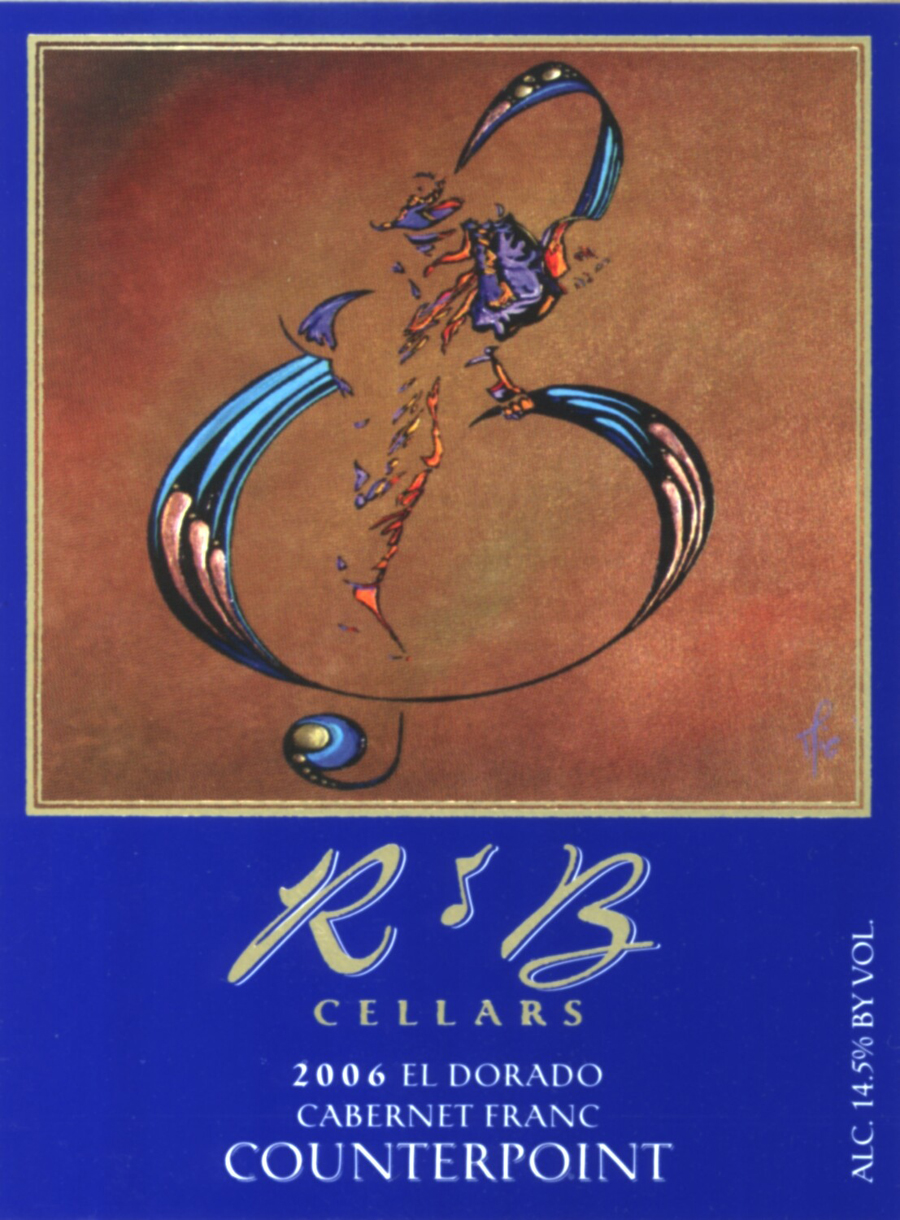 R B
CELLARS
2006 EL DORADO
CABERNET FRANC
COUNTERPOINT
ALC. 14.5% BY VOL.